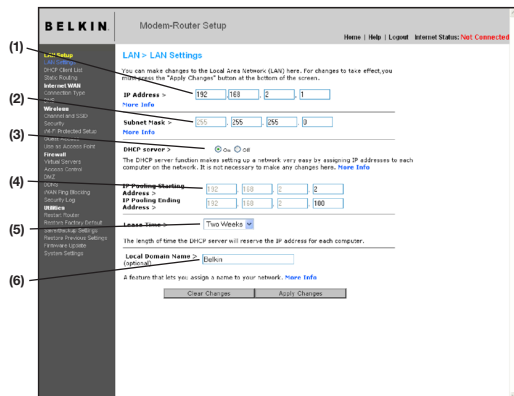 BELKIN.
Modem-Router Setup
Home | Help | Logout Internet Status: Not Connected
(1)
(2)
(3)
(4)
(5)
(6)
LAN Setup
LAN Settings
DHCP Client List
Static Routing
Internet WAN
Connection Type
DNS
Wireless
Channel and SSID
Security
Wi-Fi Protected Setup
Use as Access Point
Firewall
Virtual Servers
Access Control
DMZ
DDNS
WAN Ping Blocking
Security Log
Utilities
Restart Router
Restore Factory Default
Save/Backup Settings
Restore Previous Settings
Firmware Update
System Settings
LAN > LAN Settings
You can make changes to the Local Area Network (LAN) here. For changes to take effect,you
must press the "Apply Changes" button at the bottom of the screen.
IP Address > 192 .168 . 2 . 1
More Info
Subnet Mask > 255 . 255 . 255 . 0
More Info
DHCP server > On Off
The DHCP server function makes setting up a network very easy by assigning IP addresses to each
computer on the network. It is not necessary to make any changes here. More Info
IP Pooling Starting
Address > 192 . 168 . 2 . 2
IP Pooling Ending
Address > 192 . 168 . 2 . 100
Lease Time > Two Weeks
The length of time the DHCP server will reserve the IP address for each computer.
Local Domain Name > Belkin
(optional)
A feature that lets you assign a name to your network. More Info
Clear Changes Apply Changes